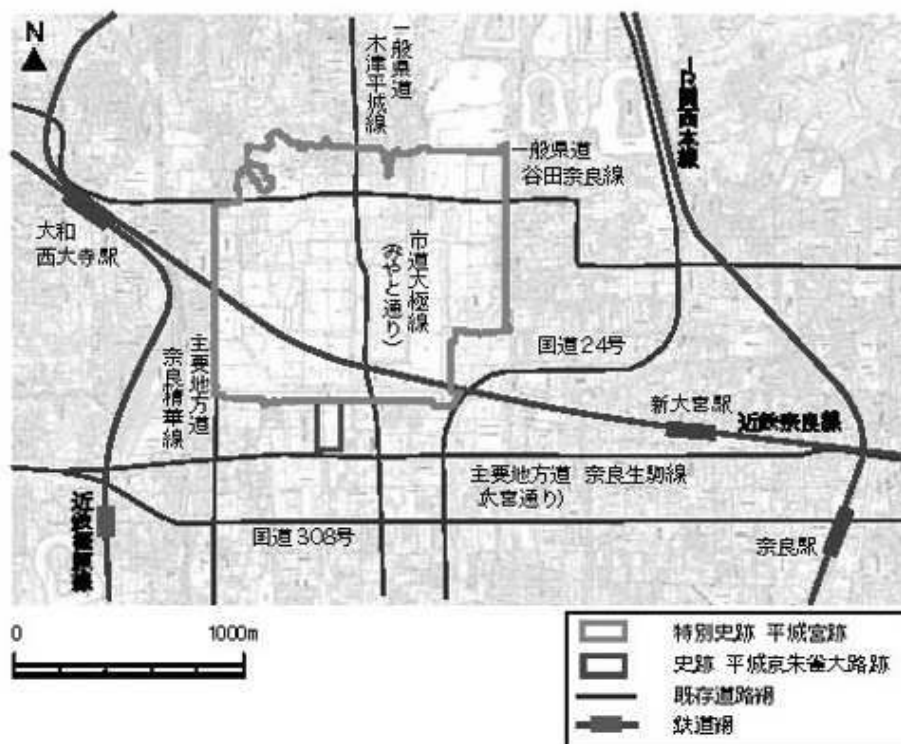 N
一般県道
木津平城線
JR関西本線
一般県道
谷田奈良線
大和
西大寺駅
市道大極線
(みやと通り)
主要地方道
奈良精華線
国道24号
新大宮駅
近鉄奈良線
主要地方道 奈良生駒線
(大宮通り)
近鉄橿原線
国道308号
奈良駅
0
1000m
特別史跡 平城宮跡
史跡 平城京朱雀大路跡
既存道路網
鉄道網